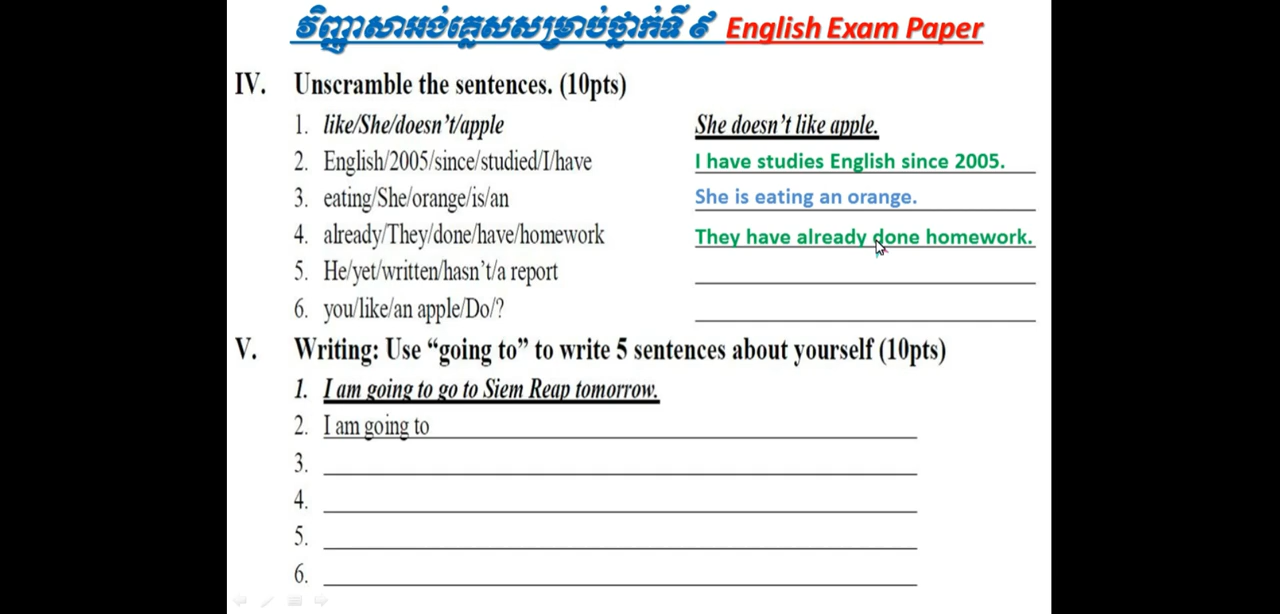 វិញ្ញាសាអង់គ្លេសសម្រាប់ថ្នាក់ទី ៩ English Exam Paper
IV. Unscramble the sentences. (10pts)
1. like/She/doesn't/apple She doesn't like apple.
2. English/2005/since/studied/I/have I have studies English since 2005.
3. eating/She/orange/is/an She is eating an orange.
4. already/They/done/have/homework They have already done homework.
5. He/yet/written/hasn't/a report
6. you/like/an apple/Do/?
V. Writing: Use “going to” to write 5 sentences about yourself (10pts)
1. I am going to go to Siem Reap tomorrow.
2. I am going to
3.
4.
5.
6.